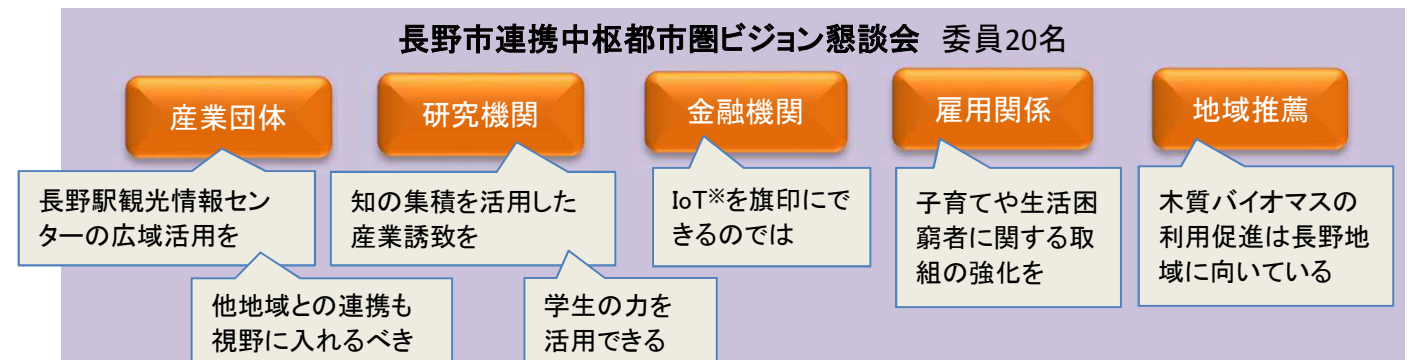 長野市連携中枢都市圏ビジョン懇談会 委員20名
産業団体
研究機関
金融機関
雇用関係
地域推薦
長野駅観光情報セン
ターの広域活用を
知の集積を活用した
産業誘致を
IoT※を旗印にで
きるのでは
子育てや生活困
窮者に関する取
組の強化を
木質バイオマスの
利用促進は長野地
域に向いている
他地域との連携も
視野に入れるべき
学生の力を
活用できる